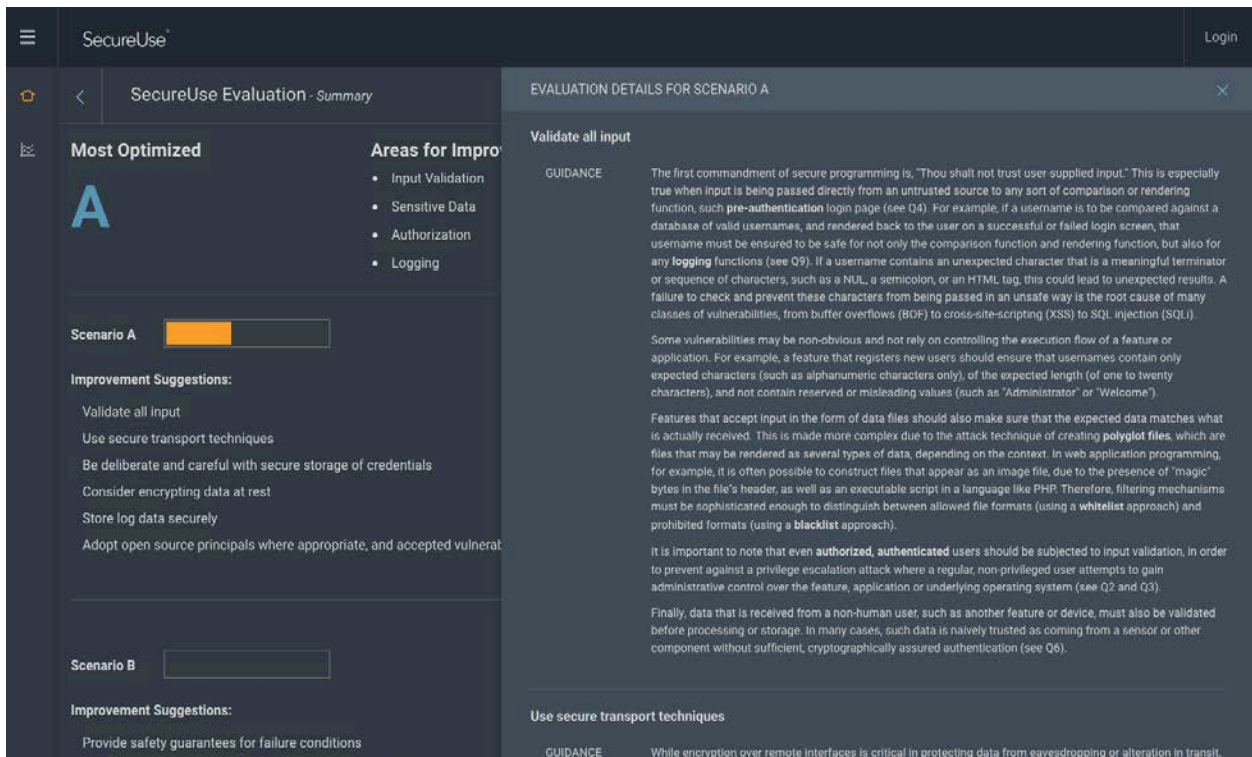 SecureUse
Login
SecureUse Evaluation - Summary
Most Optimized
A
Areas for Impro
• Input Validation
• Sensitive Data
• Authorization
• Logging
Scenario A
Improvement Suggestions:
Validate all input
Use secure transport techniques
Be deliberate and careful with secure storage of credentials
Consider encrypting data at rest
Store log data securely
Adopt open source principals where appropriate, and accepted vulnerab
Scenario B
Improvement Suggestions:
Provide safety guarantees for failure conditions
EVALUATION DETAILS FOR SCENARIO A
Validate all input
GUIDANCE
The first commandment of secure programming is, "Thou shalt not trust user-supplied input." This is especially
true when input is being passed directly from an untrusted source to any sort of comparison or rendering
function, such pre-authentication login page (see Q4). For example, if a username is to be compared against a
database of valid usernames, and rendered back to the user on a successful or failed login screen, that
username must be ensured to be safe for not only the comparison function and rendering function, but also for
any logging functions (see Q9). If a username contains an unexpected character that is a meaningful terminator
or sequence of characters, such as a NUL, a semicolon, or an HTML tag, this could lead to unexpected results. A
failure to check and prevent these characters from being passed in an unsafe way is the root cause of many
classes of vulnerabilities, from buffer overflows (BOF) to cross-site-scripting (XSS) to SQL injection (SQLi).
Some vulnerabilities may be non-obvious and not rely on controlling the execution flow of a feature or
application. For example, a feature that registers new users should ensure that usernames contain only
expected characters (such as alphanumeric characters only), of the expected length (of one to twenty
characters), and not contain reserved or misleading values (such as "Administrator" or "Welcome").
Features that accept input in the form of data files should also make sure that the expected data matches what
is actually received. This is made more complex due to the attack technique of creating polyglot files, which are
files that may be rendered as several types of data, depending on the context. In web application programming,
for example, it is often possible to construct files that appear as an image file, due to the presence of "magic"
bytes in the file's header, as well as an executable script in a language like PHP. Therefore, filtering mechanisms
must be sophisticated enough to distinguish between allowed file formats (using a whitelist approach) and
prohibited formats (using a blacklist approach).
It is important to note that even authorized, authenticated users should be subjected to input validation, in order
to prevent against a privilege escalation attack where a regular, non-privileged user attempts to gain
administrative control over the feature, application or underlying operating system (see Q2 and Q3).
Finally, data that is received from a non-human user, such as another feature or device, must also be validated
before processing or storage. In many cases, such data is naively trusted as coming from a sensor or other
component without sufficient, cryptographically assured authentication (see Q6).
Use secure transport techniques
GUIDANCE
While encryption over remote interfaces is critical in protecting data from eavesdropping or alteration in transit,